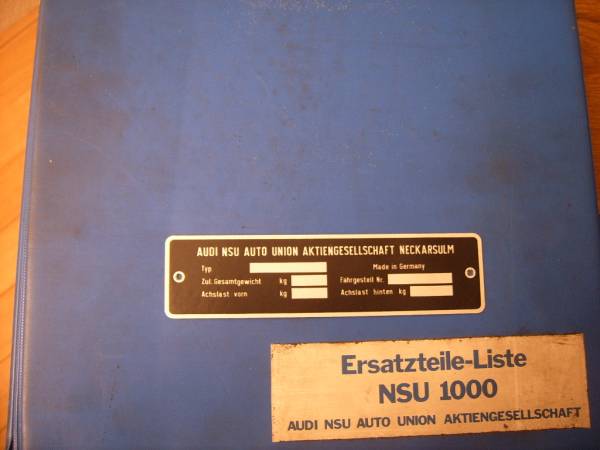 AUDI NSU AUTO UNION AKTIENGESELLSCHAFT NECKARSULM
Typ Made in Germany
Zul. Gesamtgewicht kg Fahrgestell Nr.
Achslast vorn kg Achslast hinten kg
Ersatzteile-Liste
NSU 1000
AUDI NSU AUTO UNION AKTIENGESELLSCHAFT